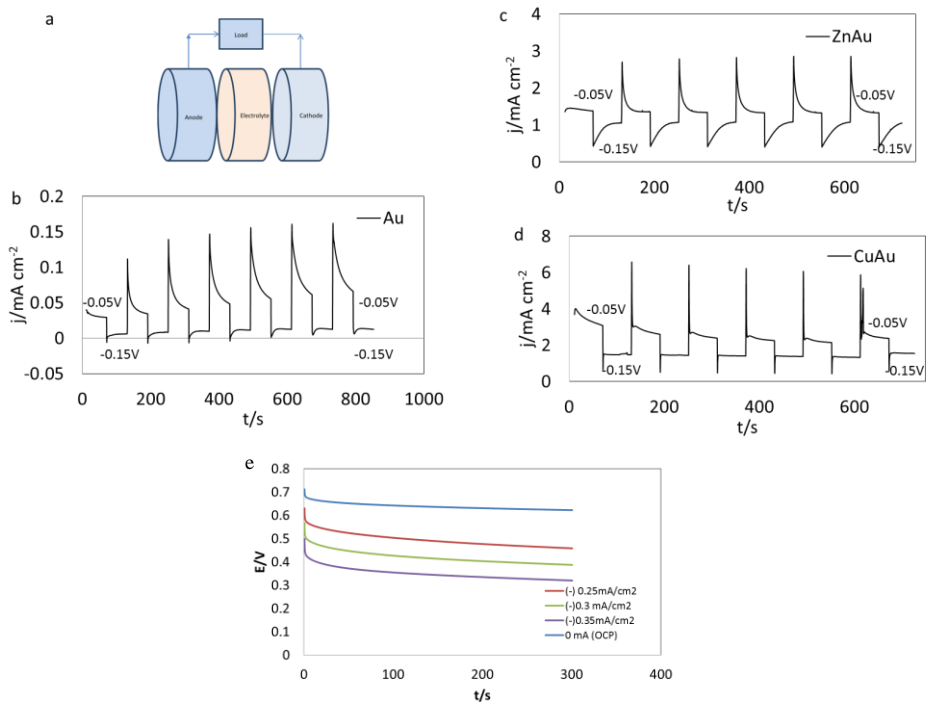 a
Load
Anode
Electrolyte
Cathode
b
0.2
0.15
0.1
0.05
0
-0.05
j/mA cm-2
Au
-0.05V
-0.05V
-0.15V
-0.15V
0
200
400
600
800
1000
t/s
c
4
3
2
1
0
j/mA cm-2
ZnAu
-0.05V
-0.05V
-0.15V
-0.15V
0
200
400
600
t/s
d
8
6
4
2
0
j/mA cm-2
CuAu
-0.05V
-0.05V
-0.15V
-0.15V
0
200
400
600
t/s
e
0.8
0.7
0.6
0.5
0.4
0.3
0.2
0.1
0
E/V
(-) 0.25mA/cm2
(-)0.3 mA/cm2
(-)0.35mA/cm2
0 mA (OCP)
0
100
200
300
400
t/s